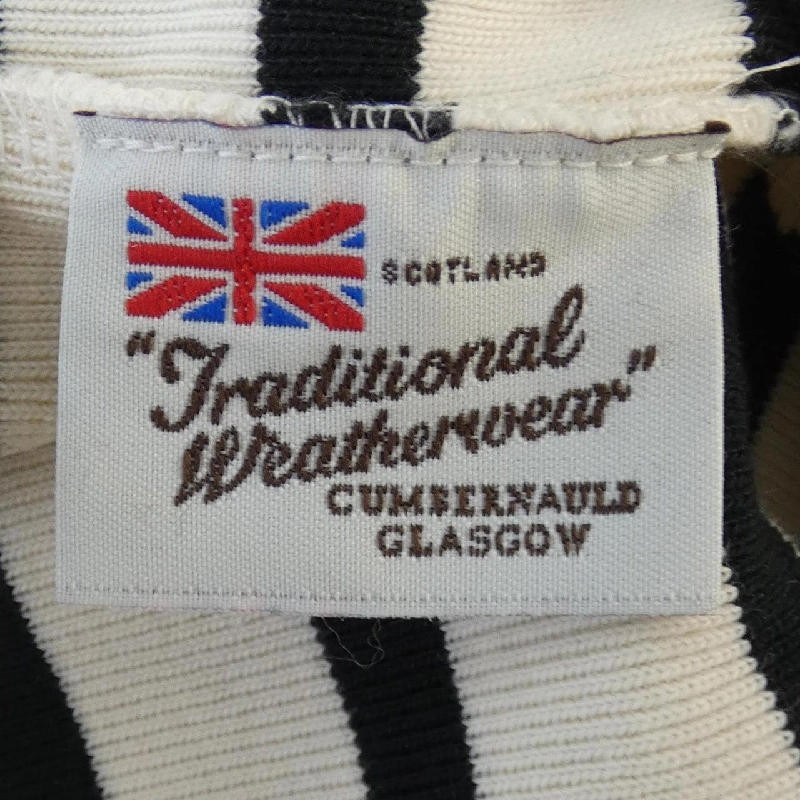 SCOTLAND
"Traditional
Weatherwear"
CUMBERNAULD
GLASGOW